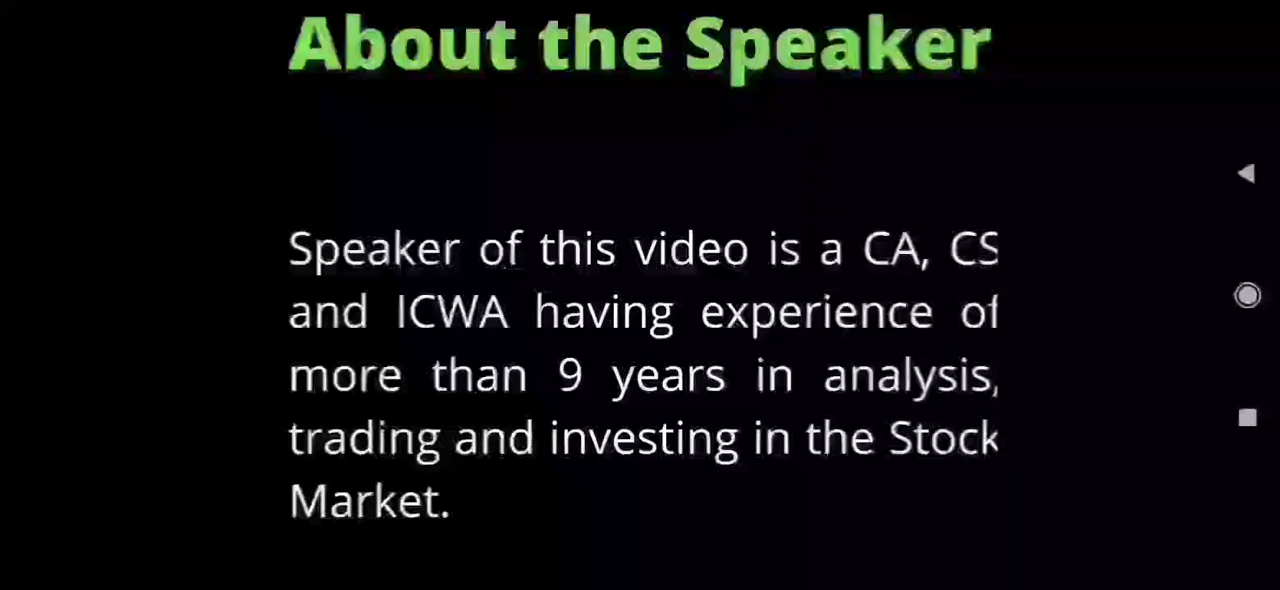 About the Speaker
Speaker of this video is a CA, CS
and ICWA having experience of
more than 9 years in analysis,
trading and investing in the Stock
Market.